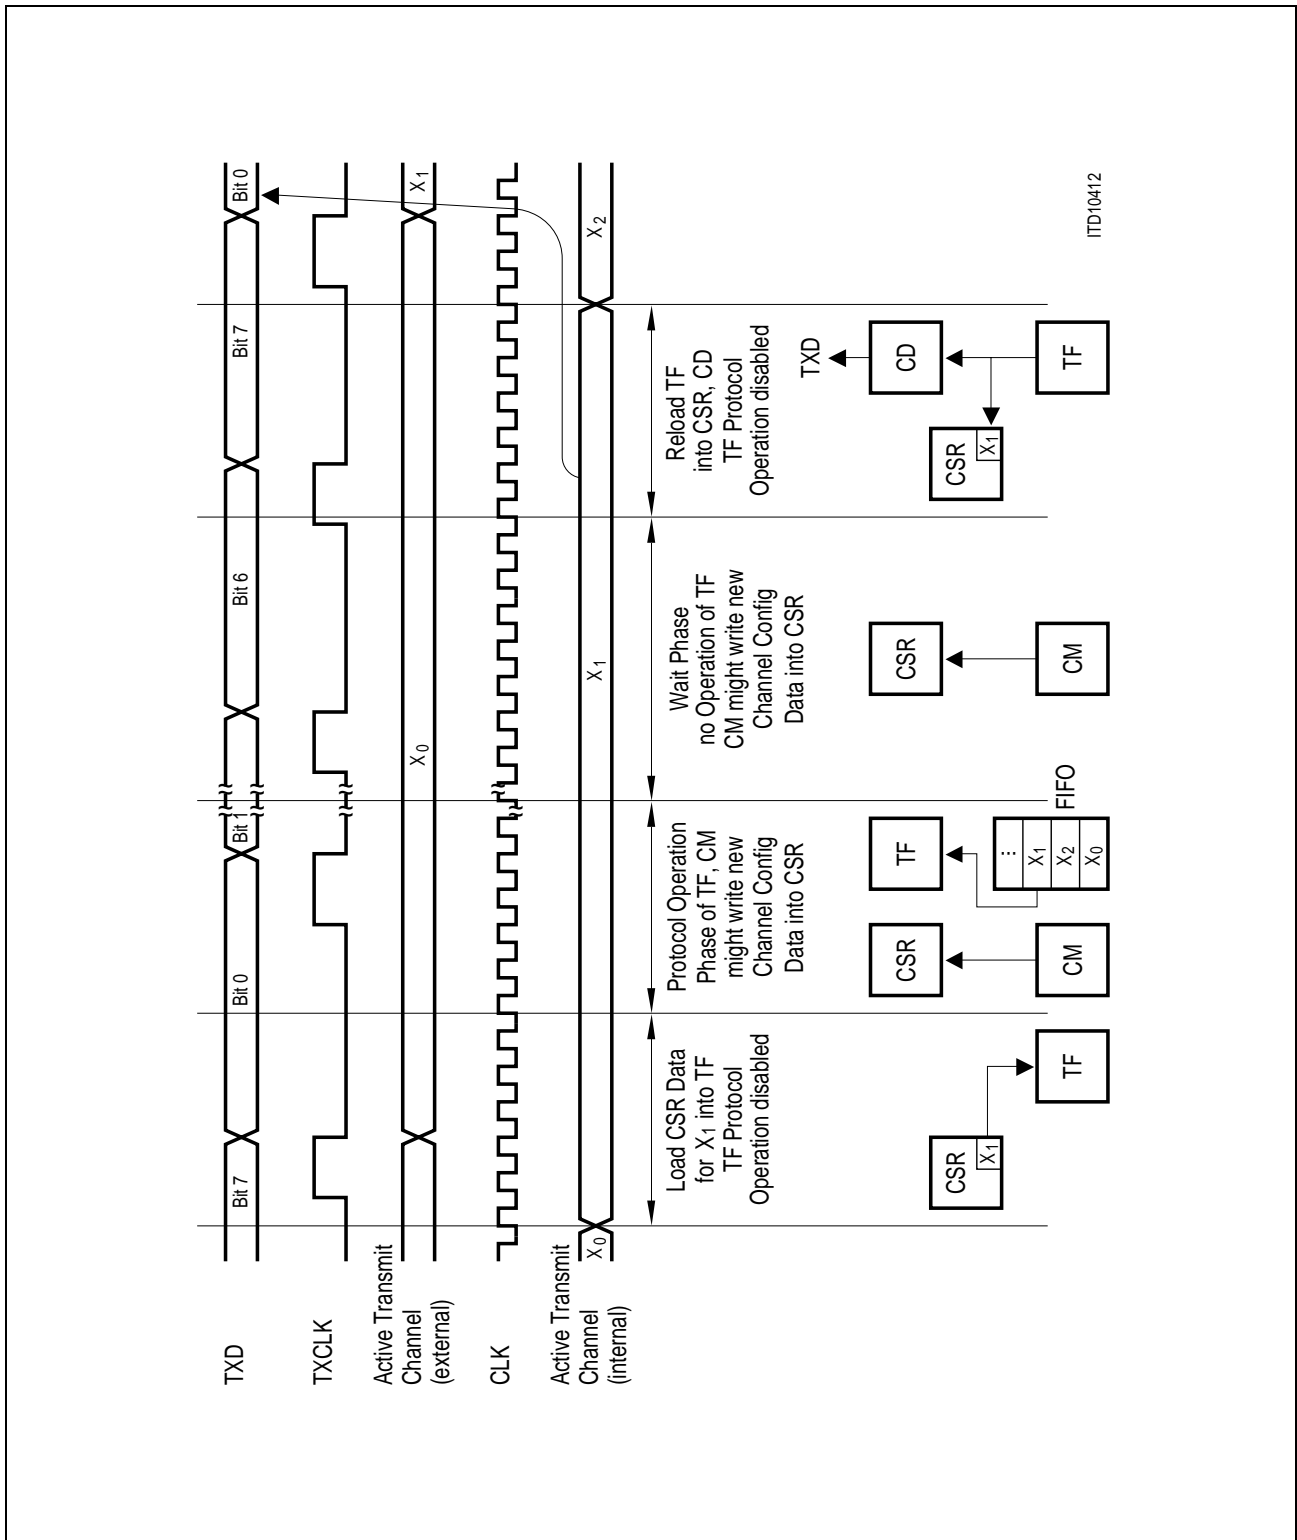 TXD
Bit 7
Bit 0
Bit 1
Bit 6
Bit 7
Bit 0
TXCLK
Active Transmit
Channel
(external)
X0
X1
CLK
Active Transmit
Channel
(internal)
X0
X1
X2
Load CSR Data
for X1 into TF
TF Protocol
Operation disabled
Protocol Operation
Phase of TF, CM
might write new
Channel Config
Data into CSR
Wait Phase
no Operation of TF
CM might write new
Channel Config
Data into CSR
Reload TF
into CSR, CD
TF Protocol
Operation disabled
CSR
X1
TF
CSR
CM
TF
⋮
X1
X2
X0
FIFO
CSR
CM
TXD
CD
CSR
X1
TF
ITD10412